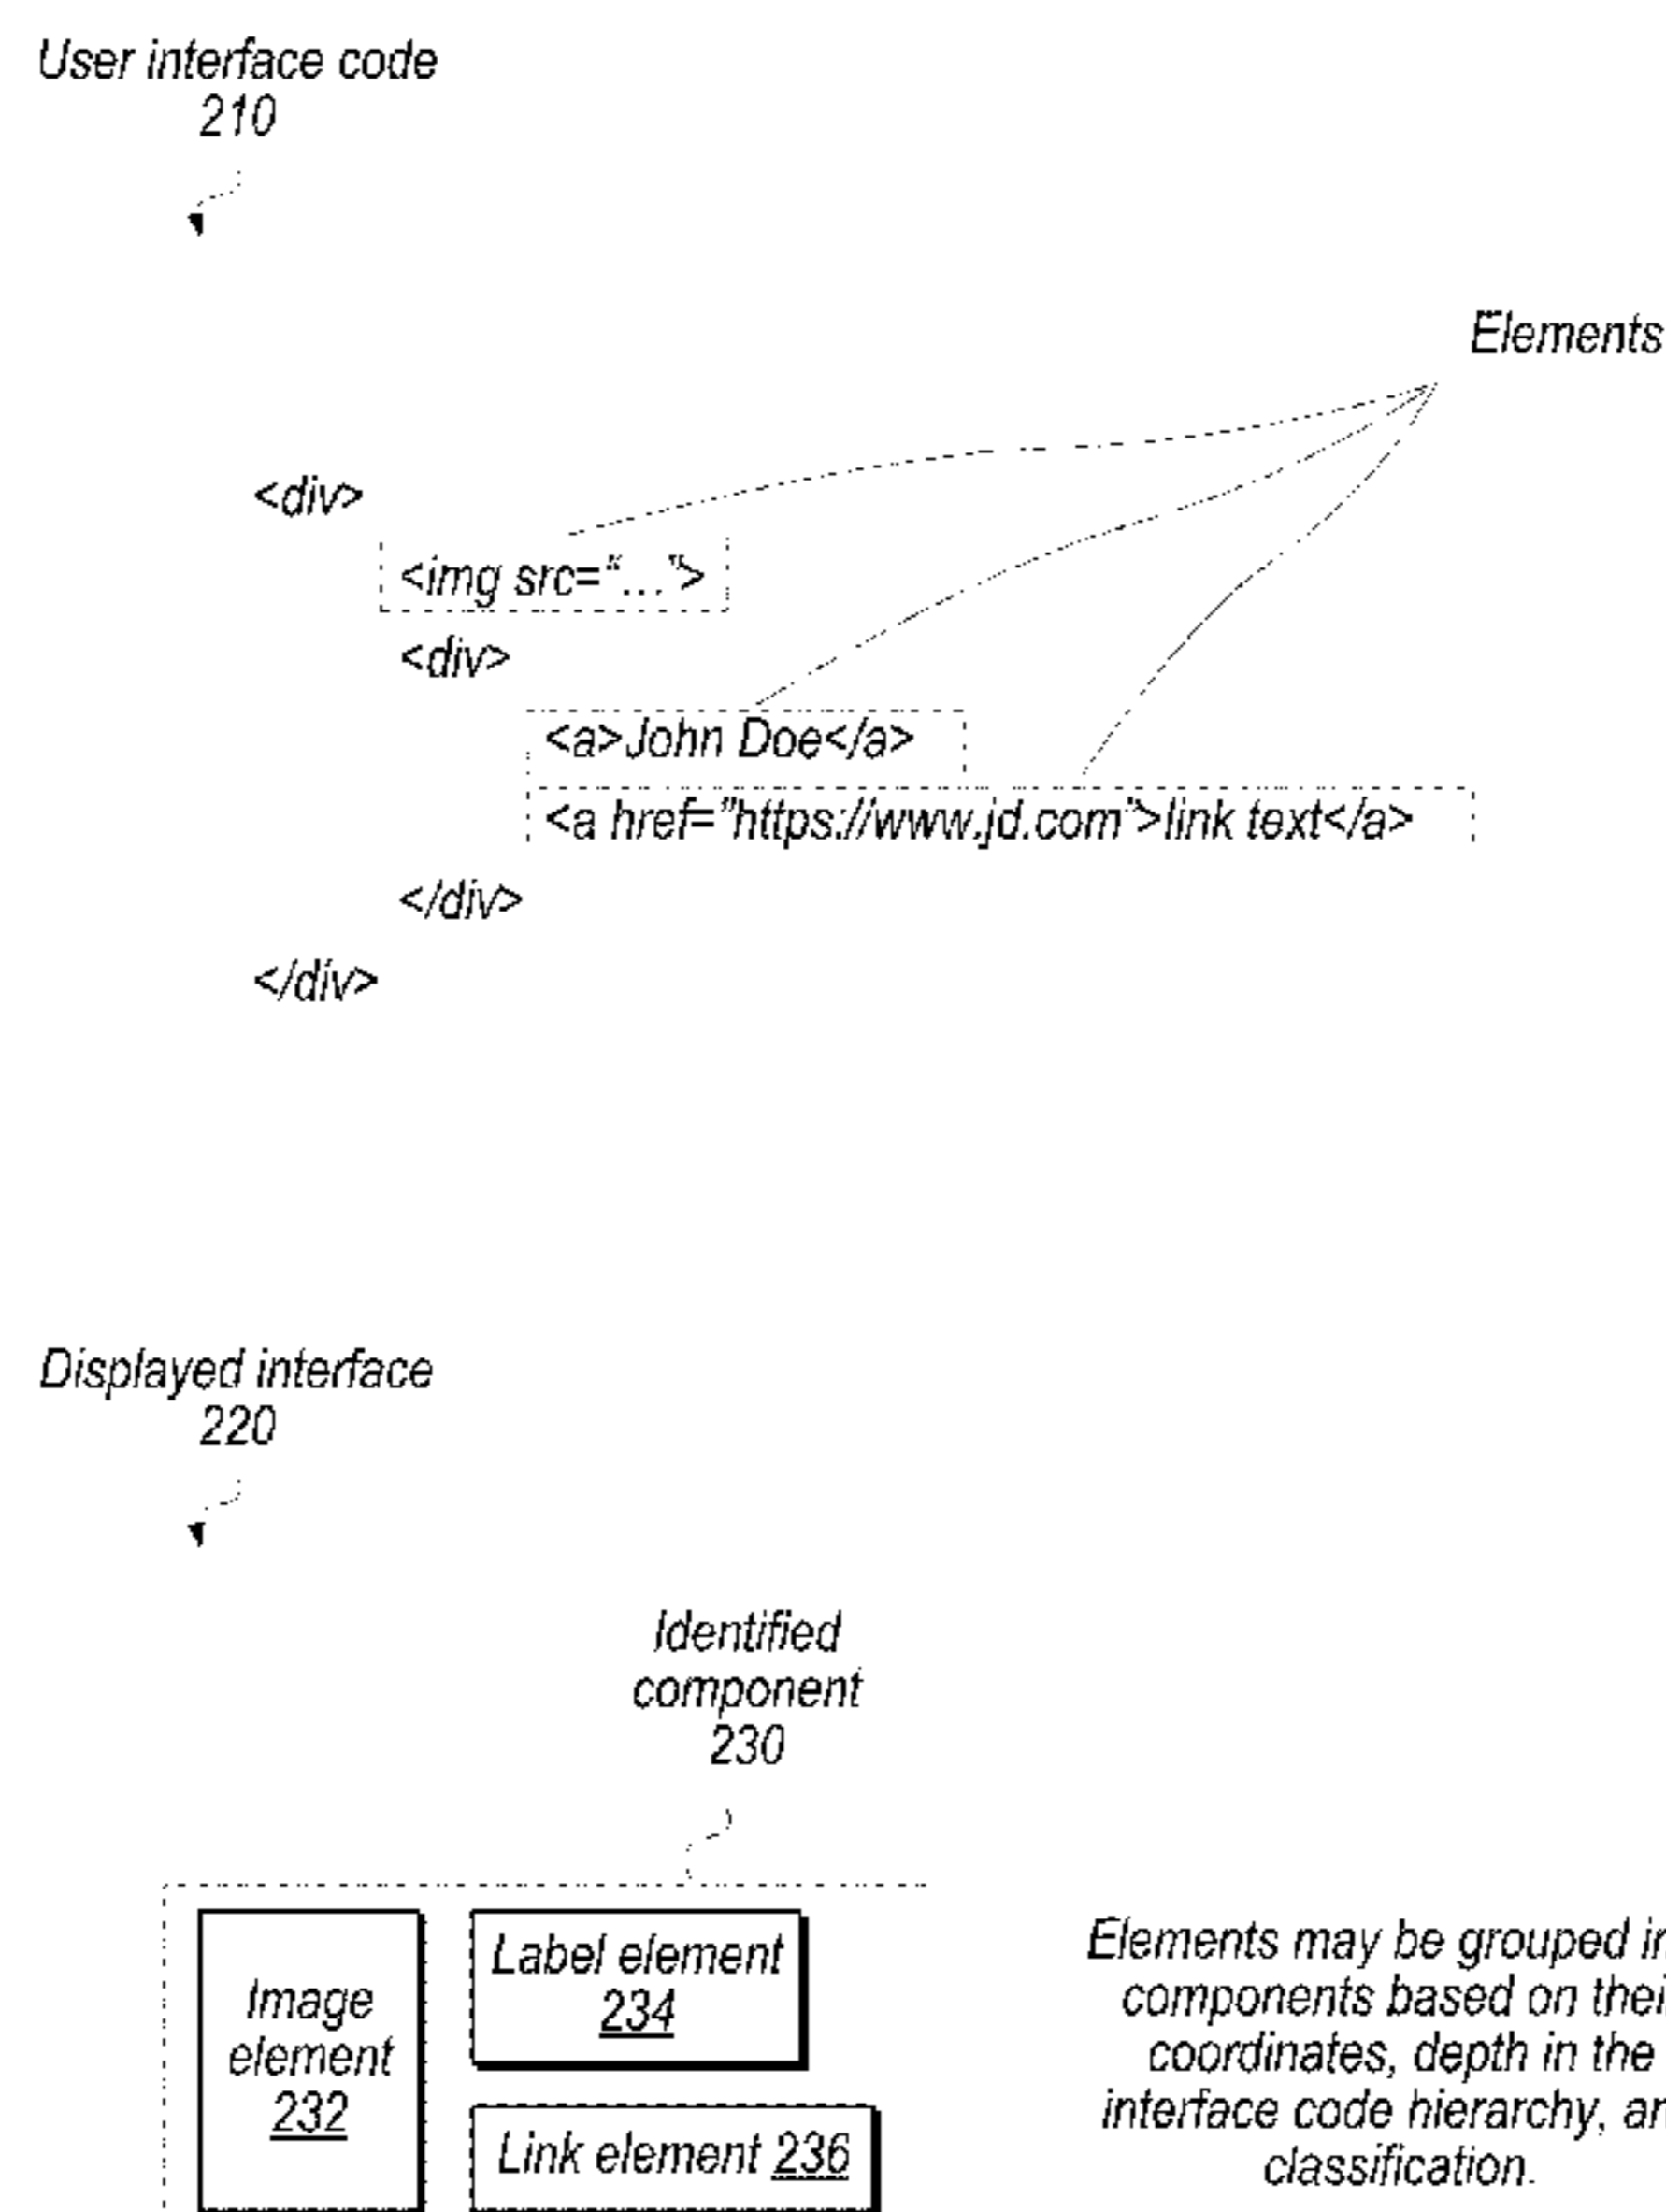 User interface code
210
Elements
<div>
<img src=“…”>
<div>
<a>John Doe</a>
<a href=”https://www.jd.com”>link text</a>
</div>
</div>
Displayed interface
220
Identified
component
230
Image
element
232
Label element
234
Link element 236
Elements may be grouped
components based on
coordinates, depth in the
interface code hierarchy,
classification.